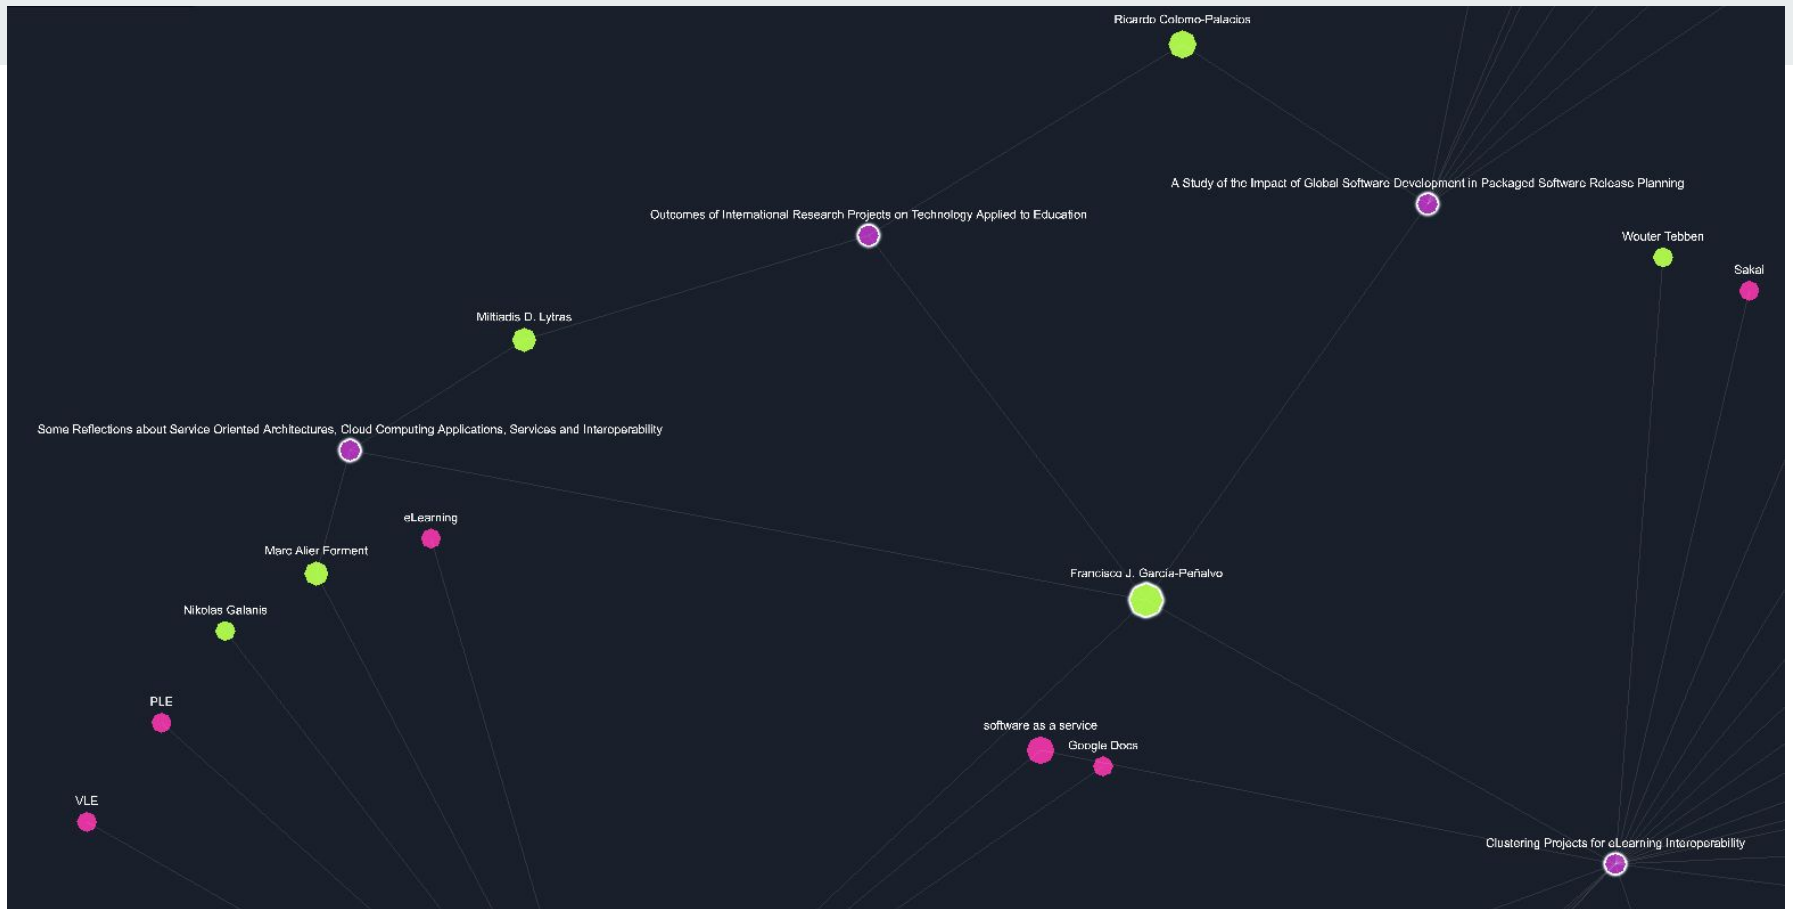 Ricardo Colomo-Palacios
A Study of the Impact of Global Software Development in Packaged Software Release Planning
Outcomes of International Research Projects on Technology Applied to Education
Wouter Tebben
Sakai
Miltiadis D. Lytras
Some Reflections about Service Oriented Architectures, Cloud Computing Applications, Services and Interoperability
eLearning
Marc Alier Forment
Francisco J. García-Peñalvo
Nikolas Galanis
PLE
software as a service
Google Docs
VLE
Clustering Projects for eLearning Interoperability